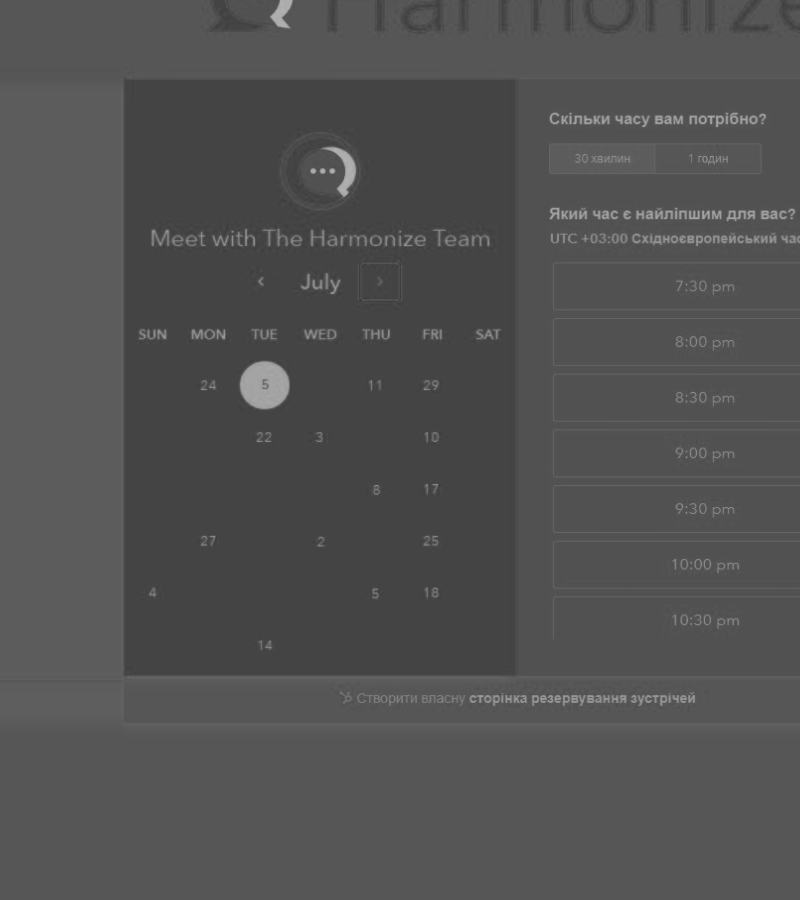 Harmonize
Meet with The Harmonize Team
July
SUN MON TUE WED THU FRI SAT
24 5 11 29
22 3 10
8 17
27 2 25
4 5 18
14
Скільки часу вам потрібно?
30 хвилин 1 годин
Який час є найліпшим для вас?
UTC +03:00 Східноєвропейський час
7:30 pm
8:00 pm
8:30 pm
9:00 pm
9:30 pm
10:00 pm
10:30 pm
Створити власну сторінка резервування зустрічей